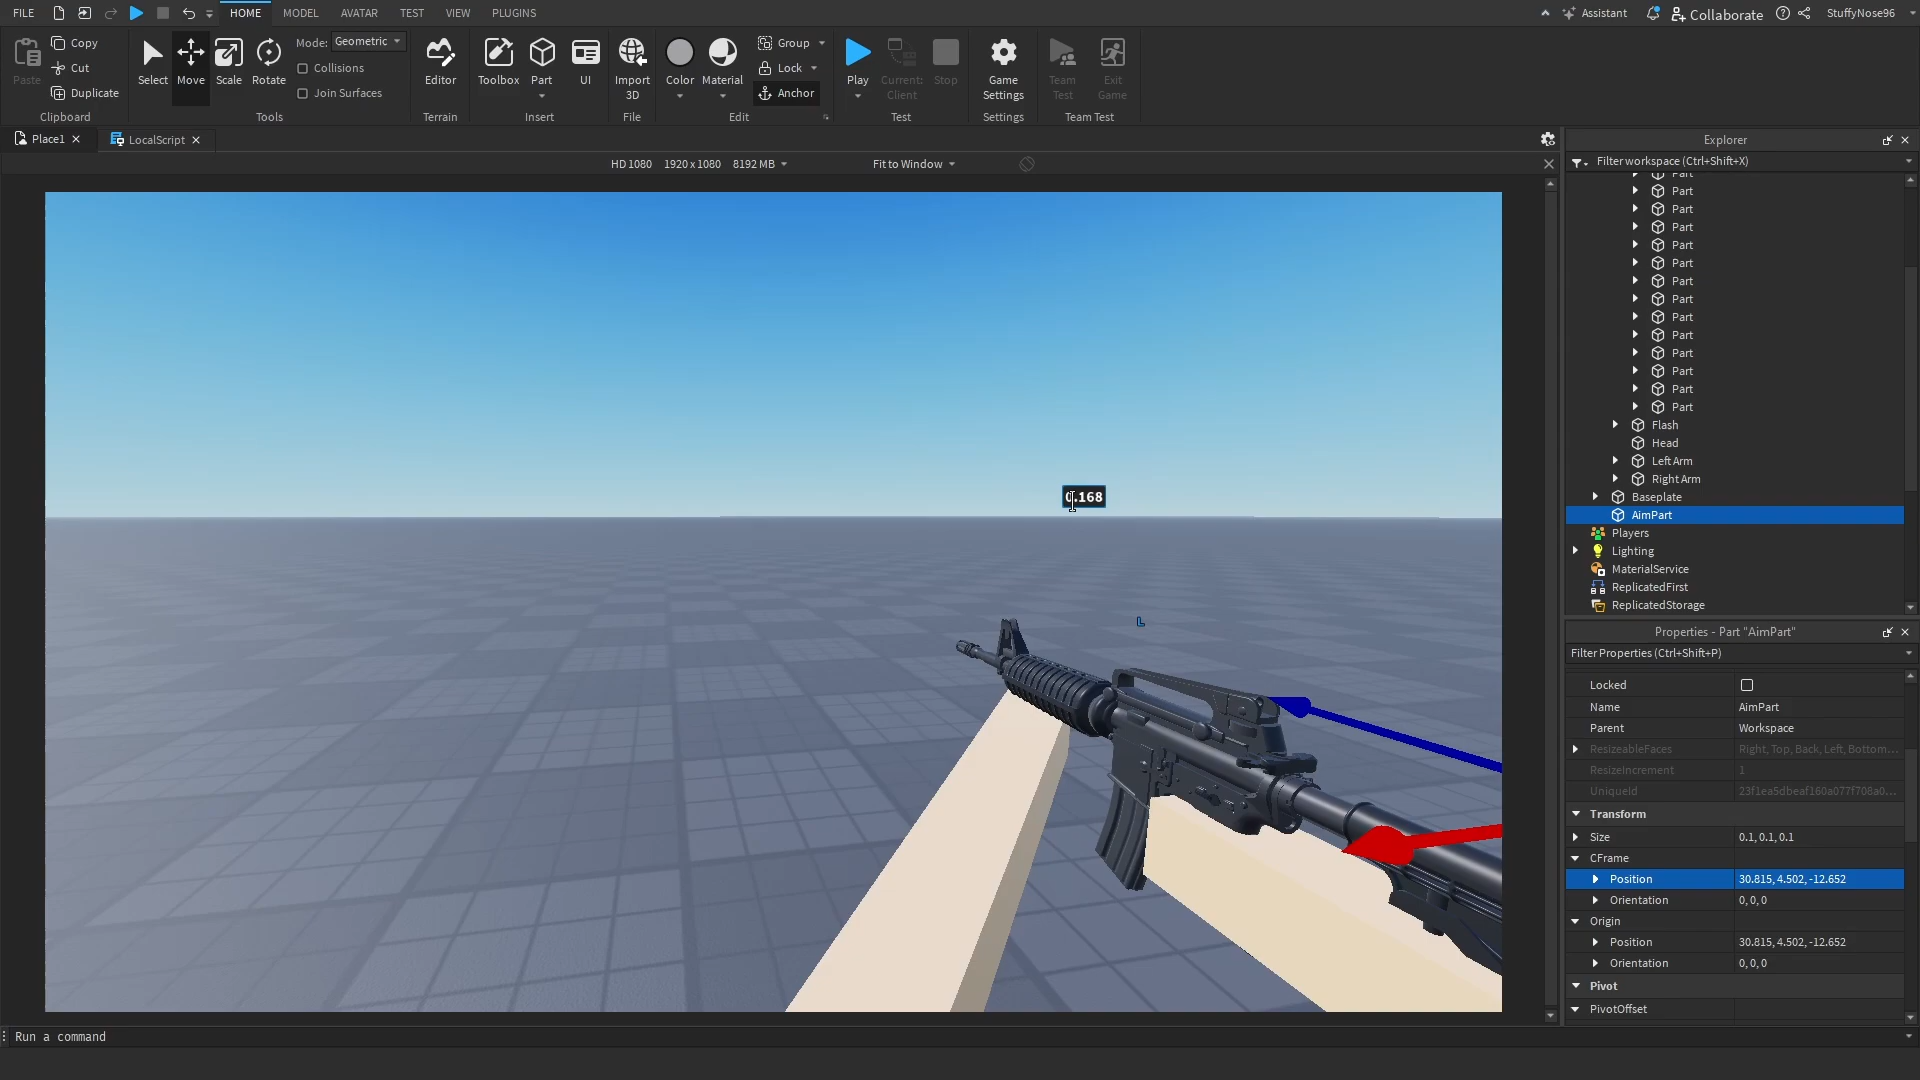 FILE HOME MODEL AVATAR TEST VIEW PLUGINS Assistant Collaborate StuffyNose96
Paste Copy Cut Duplicate Clipboard
Select Move Scale Rotate Mode: Geometric Collisions Join Surfaces Tools
Editor Terrain
Toolbox Part UI Insert
Import 3D File
Color Material Group Lock Anchor Edit
Play Current: Client Stop Test
Game Settings Settings
Team Test Exit Game Team Test
Place1 LocalScript
HD 1080 1920 x 1080 8192 MB Fit to Window
0.168
L
Explorer
Filter workspace (Ctrl+Shift+X)
Part
Part
Part
Part
Part
Part
Part
Part
Part
Part
Part
Part
Part
Part
Flash
Head
Left Arm
Right Arm
Baseplate
AimPart
Players
Lighting
MaterialService
ReplicatedFirst
ReplicatedStorage
Properties - Part "AimPart"
Filter Properties (Ctrl+Shift+P)
Locked
Name AimPart
Parent Workspace
ResizeableFaces Right, Top, Back, Left, Bottom...
ResizeIncrement 1
UniqueId 23f1ea5dbeaf160a077f708a0...
Transform
Size 0.1, 0.1, 0.1
CFrame
Position 30.815, 4.502, -12.652
Orientation 0, 0, 0
Origin
Position 30.815, 4.502, -12.652
Orientation 0, 0, 0
Pivot
PivotOffset
Run a command